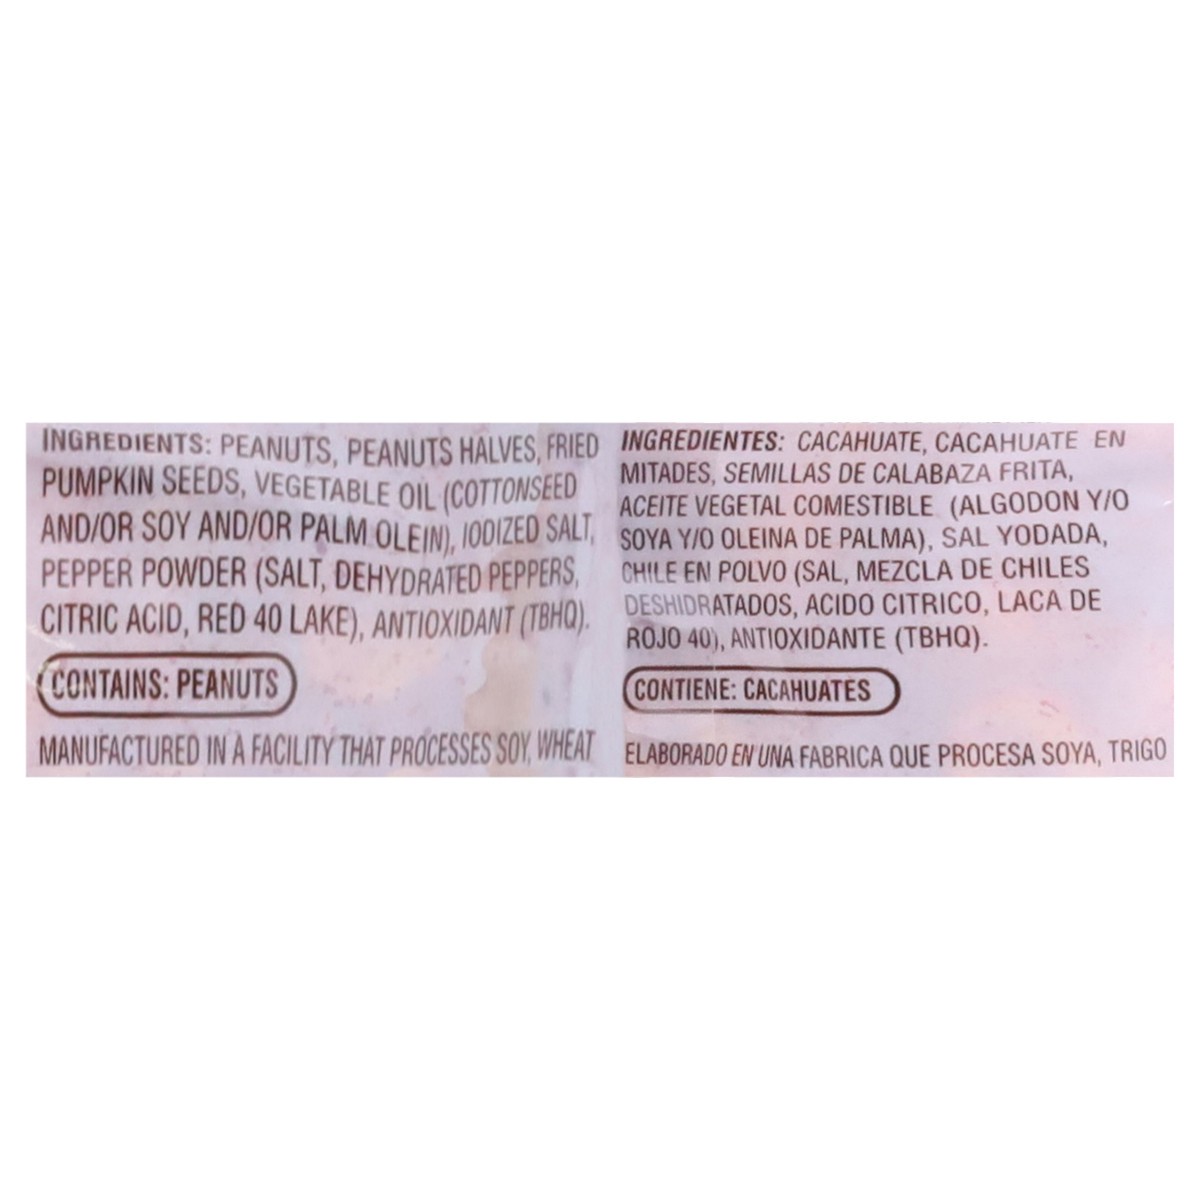 INGREDIENTS: PEANUTS, PEANUTS HALVES, FRIED
PUMPKIN SEEDS, VEGETABLE OIL (COTTONSEED
AND/OR SOY AND/OR PALM OLEIN), IODIZED SALT,
PEPPER POWDER (SALT, DEHYDRATED PEPPERS,
CITRIC ACID, RED 40 LAKE), ANTIOXIDANT (TBHQ).
CONTAINS: PEANUTS
MANUFACTURED IN A FACILITY THAT PROCESSES SOY, WHEAT
INGREDIENTES: CACAHUATE, CACAHUATE EN
MITADES, SEMILLAS DE CALABAZA FRITA,
ACEITE VEGETAL COMESTIBLE (ALGODON Y/O
SOYA Y/O OLEINA DE PALMA), SAL YODADA,
CHILE EN POLVO (SAL, MEZCLA DE CHILES
DESHIDRATADOS, ACIDO CITRICO, LACA DE
ROJO 40), ANTIOXIDANTE (TBHQ).
CONTIENE: CACAHUATES
ELABORADO EN UNA FABRICA QUE PROCESA SOYA, TRIGO